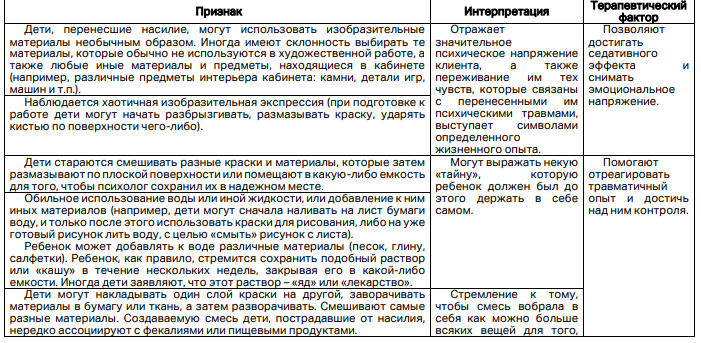 Признак
Интерпретация
Терапевтический
фактор
Дети, перенесшие насилие, могут использовать изобразительные
материалы необычным образом. Иногда имеют склонность выбирать те
материалы, которые обычно не используются в художественной работе, а
также любые иные материалы и предметы, находящиеся в кабинете
(например, различные предметы интерьера кабинета: камни, детали игр,
машин и т.п.).
Наблюдается хаотичная изобразительная экспрессия (при подготовке к
работе дети могут начать разбрызгивать, размазывать краску, ударять
кистью по поверхности чего-либо).
Отражает
значительное
психическое напряжение
клиента, а также
переживание им тех
чувств, которые связаны
с перенесенными им
психическими травмами,
выступает символами
определенного
жизненного опыта.
Позволяют
достигать
седативного
эффекта и
снимать
эмоциональное
напряжение.
Дети стараются смешивать разные краски и материалы, которые затем
размазывают по плоской поверхности или помещают в какую-либо емкость
для того, чтобы психолог сохранил их в надежном месте.
Обильное использование воды или иной жидкости, или добавление к ним
иных материалов (например, дети могут сначала наливать на лист бумаги
воду, и только после этого использовать краски для рисования, либо на уже
готовый рисунок лить воду, с целью «смыть» рисунок с листа).
Ребенок может добавлять к воде различные материалы (песок, глину,
салфетки). Ребенок, как правило, стремится сохранить подобный раствор
или «кашу» в течение нескольких недель, закрывая его в какой-либо
емкости. Иногда дети заявляют, что этот раствор – «яд» или «лекарство».
Могут выражать некую
«тайну», которую
ребенок должен был до
этого держать в себе
самом.
Помогают
отреагировать
травматичный
опыт и достичь
над ним контроля.
Дети могут накладывать один слой краски на другой, заворачивать
материалы в бумагу или ткань, а затем разворачивать. Смешивают самые
разные материалы. Создаваемую смесь дети, пострадавшие от насилия,
нередко ассоциируют с фекалиями или пищевыми продуктами.
Стремление к тому,
чтобы смесь вобрала в
себя как можно больше
всяких вещей для того,